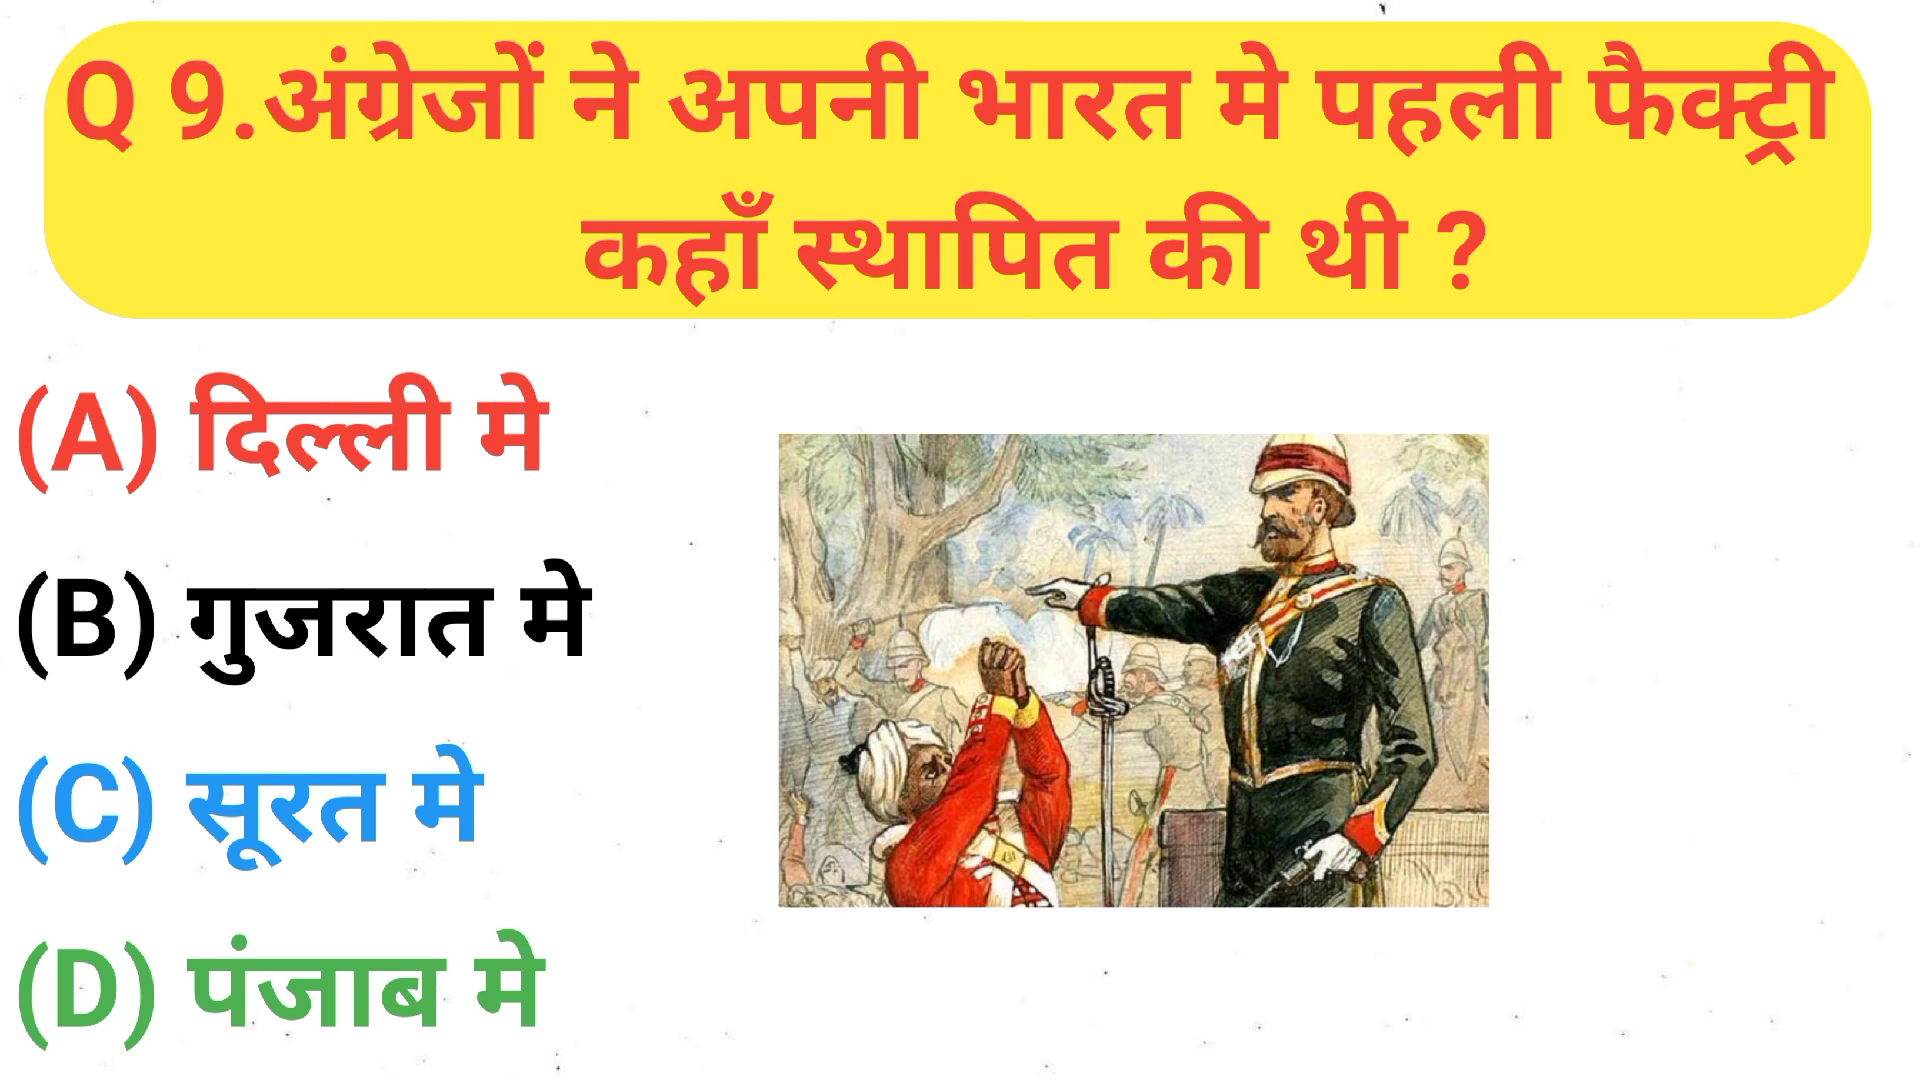 Q 9.अंग्रेजों ने अपनी भारत मे पहली फैक्ट्री
कहाँ स्थापित की थी ?
(A) दिल्ली मे
(B) गुजरात मे
(C) सूरत मे
(D) पंजाब मे